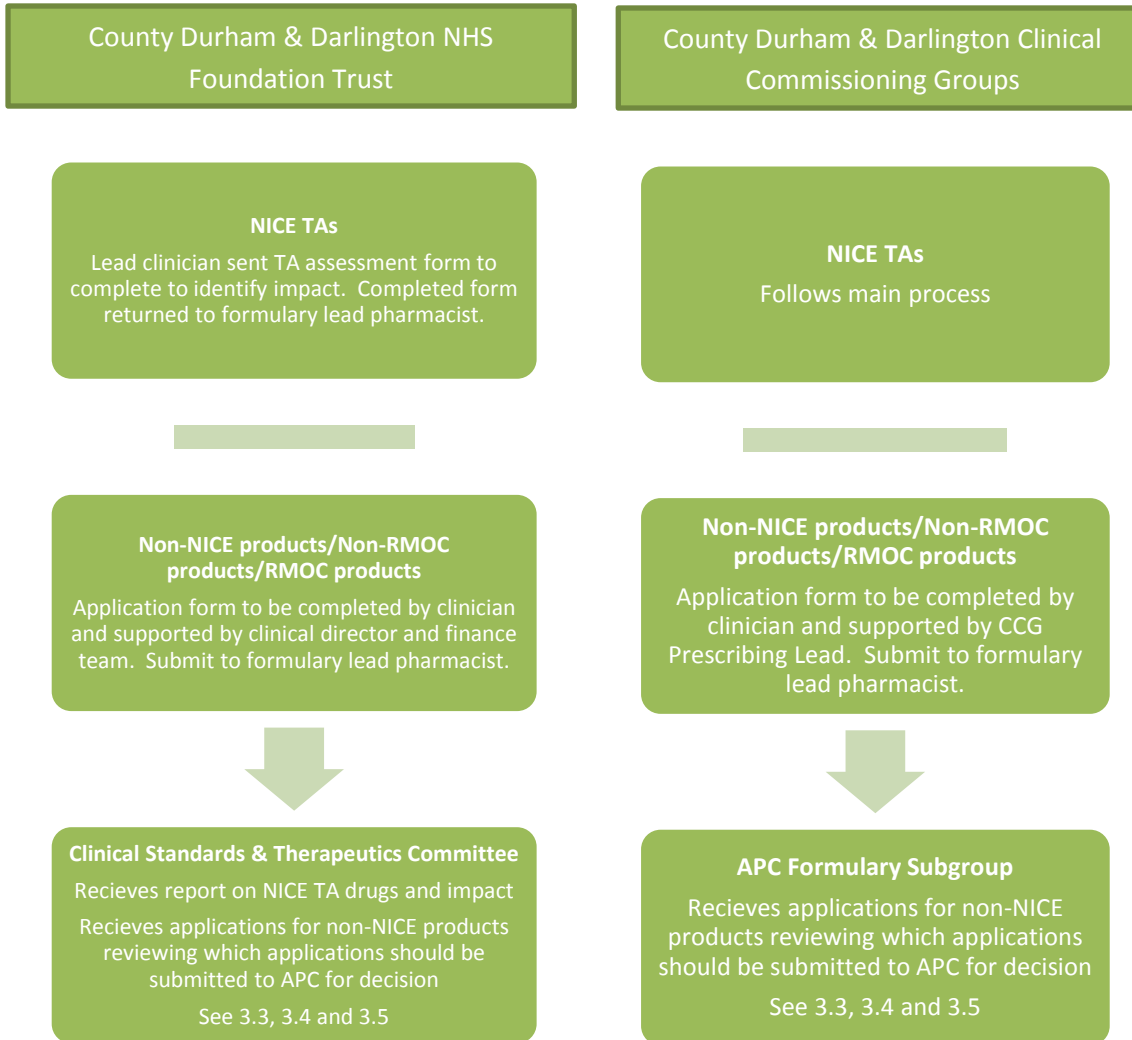 County Durham & Darlington NHS
Foundation Trust
NICE TAs
Lead clinician sent TA assessment form to
complete to identify impact.  Completed form
returned to formulary lead pharmacist.
Non-NICE products/Non-RMOC
products/RMOC products
Application form to be completed by clinician
and supported by clinical director and finance
team.  Submit to formulary lead pharmacist.
Clinical Standards & Therapeutics Committee
Recieves report on NICE TA drugs and impact
Recieves applications for non-NICE products
reviewing which applications should be
submitted to APC for decision
See 3.3, 3.4 and 3.5
County Durham & Darlington Clinical
Commissioning Groups
NICE TAs
Follows main process
Non-NICE products/Non-RMOC
products/RMOC products
Application form to be completed by
clinician and supported by CCG
Prescribing Lead.  Submit to formulary
lead pharmacist.
APC Formulary Subgroup
Recieves applications for non-NICE
products reviewing which applications
should be submitted to APC for decision
See 3.3, 3.4 and 3.5